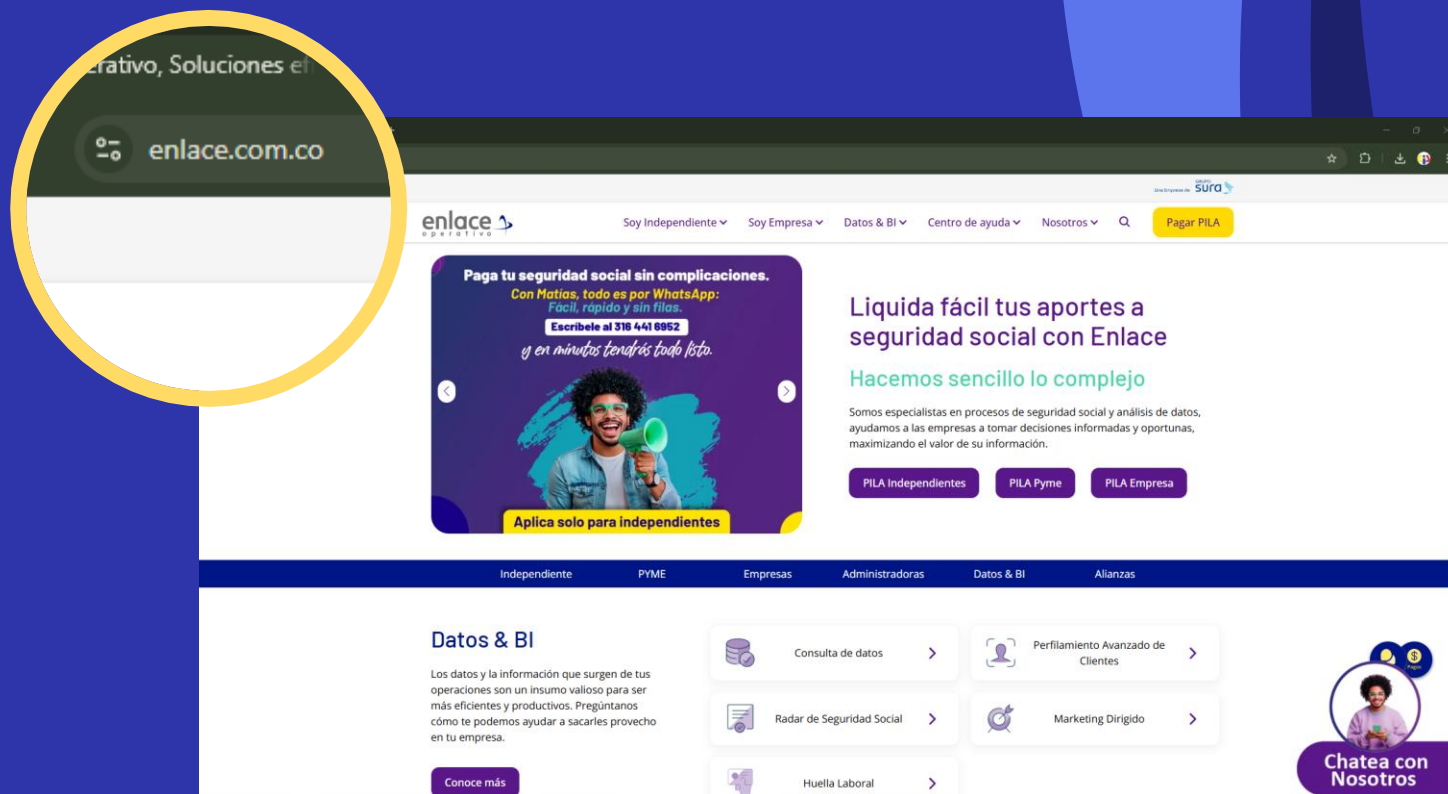 erativo, Soluciones
enlace.com.co
sura
enlace
operativo
Soy Independiente
Soy Empresa
Datos & BI
Centro de ayuda
Nosotros
Pagar PILA
Paga tu seguridad social sin complicaciones.
Con Matías, todo es por WhatsApp:
Fácil, rápido y sin filas.
Escríbele al 316 441 6952
y en minutos tendrás todo listo.
Aplica solo para independientes
Liquida fácil tus aportes a
seguridad social con Enlace
Hacemos sencillo lo complejo
Somos especialistas en procesos de seguridad social y análisis de datos,
ayudamos a las empresas a tomar decisiones informadas y oportunas,
maximizando el valor de su información.
PILA Independientes
PILA Pyme
PILA Empresa
Independiente
PYME
Empresas
Administradoras
Datos & BI
Alianzas
Datos & BI
Los datos y la información que surgen de tus
operaciones son un insumo valioso para ser
más eficientes y productivos. Pregúntanos
cómo te podemos ayudar a sacarles provecho
en tu empresa.
Conoce más
Consulta de datos
Perfilamiento Avanzado de
Clientes
Radar de Seguridad Social
Marketing Dirigido
Huella Laboral
Chatea con
Nosotros